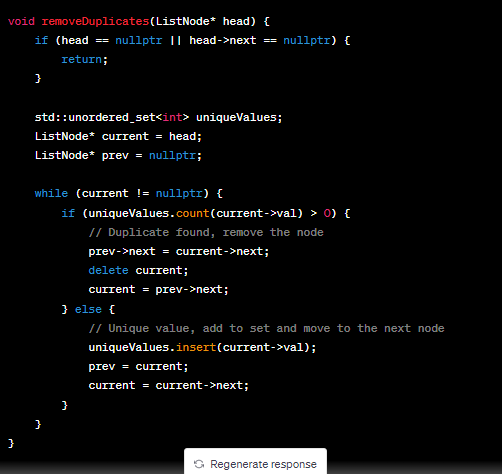 void removeDuplicates(ListNode* head) {
    if (head == nullptr || head->next == nullptr) {
        return;
    }

    std::unordered_set<int> uniqueValues;
    ListNode* current = head;
    ListNode* prev = nullptr;

    while (current != nullptr) {
        if (uniqueValues.count(current->val) > 0) {
            // Duplicate found, remove the node
            prev->next = current->next;
            delete current;
            current = prev->next;
        } else {
            // Unique value, add to set and move to the next node
            uniqueValues.insert(current->val);
            prev = current;
            current = current->next;
        }
    }
}
Regenerate response